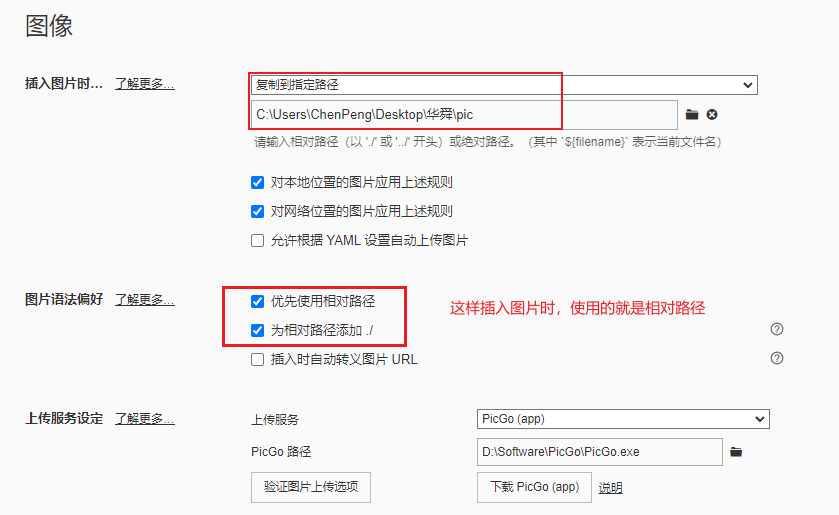 图像
插入图片时... 了解更多... 复制到指定路径
C:\Users\ChenPeng\Desktop\华舜\pic
请输入相对路径（以 './' 或 '../' 开头）或绝对路径。（其中 `${filename}` 表示当前文件名）
对本地位置的图片应用上述规则
对网络位置的图片应用上述规则
允许根据 YAML 设置自动上传图片
图片语法偏好 了解更多... 优先使用相对路径 这样插入图片时，使用的就是相对路径
为相对路径添加 ./
插入时自动转义图片 URL
上传服务设定 了解更多... 上传服务 PicGo (app)
PicGo 路径 D:\Software\PicGo\PicGo.exe
验证图片上传选项 下载 PicGo (app) 说明